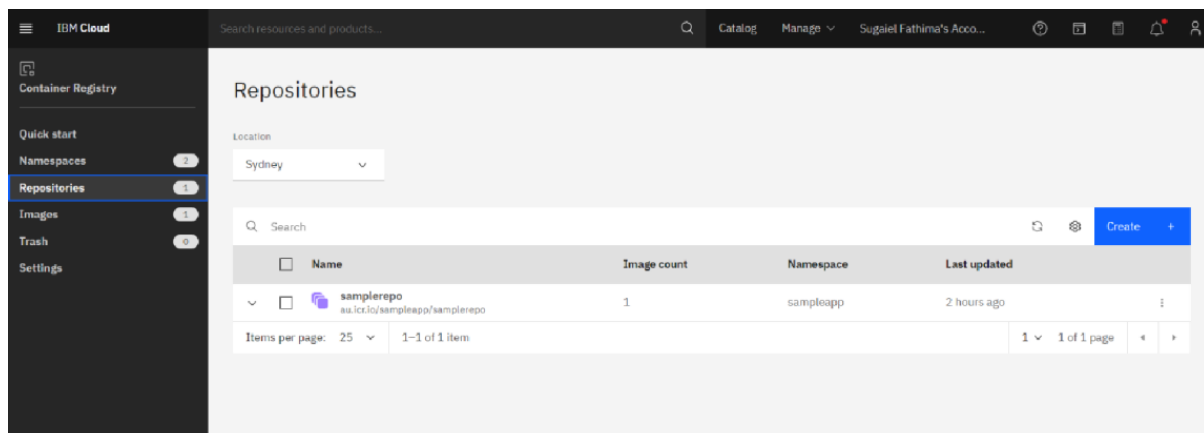 IBM Cloud
Search resources and products...
Catalog
Manage
Sugaiel Fathima's Acco...
Container Registry
Quick start
Namespaces 2
Repositories 1
Images 1
Trash 0
Settings
Repositories
Location
Sydney
Search
Create +
Name Image count Namespace Last updated
samplerepo 1 sampleapp 2 hours ago
au.icr.io/sampleapp/samplerepo
Items per page: 25 1–1 of 1 item 1 1 of 1 page